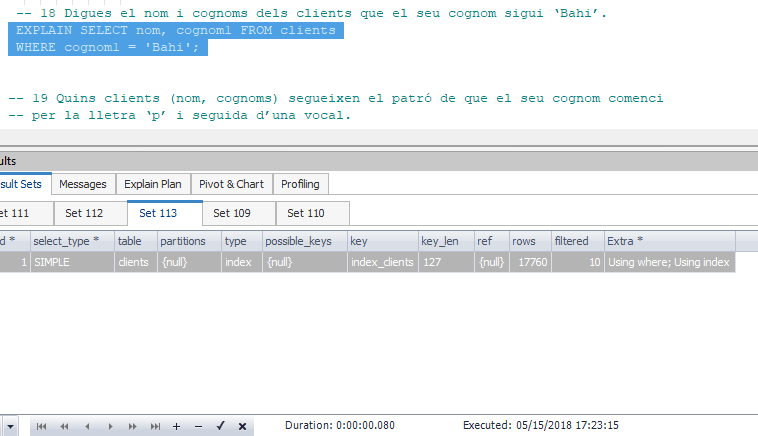 -- 18 Digues el nom i cognoms dels clients que el seu cognom sigui ‘Bahi’.
EXPLAIN SELECT nom, cognom1 FROM clients
WHERE cognom1 = 'Bahi';
-- 19 Quins clients (nom, cognoms) segueixen el patró de que el seu cognom comenci
-- per la lletra ‘p’ i seguida d’una vocal.
ults
sult Sets Messages Explain Plan Pivot & Chart Profiling
et 111 Set 112 Set 113 Set 109 Set 110
d * select_type * table partitions type possible_keys key key_len ref rows filtered Extra *
1 SIMPLE clients {null} index {null} index_clients 127 {null} 17760 10 Using where; Using index
Duration: 0:00:00.080 Executed: 05/15/2018 17:23:15